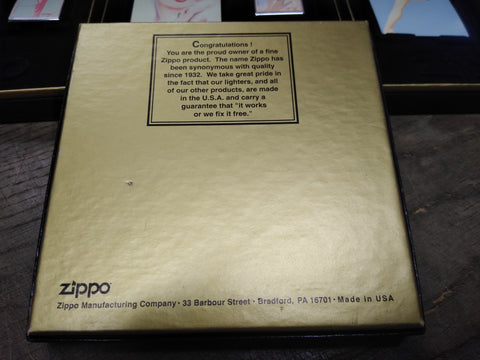 Congratulations !
You are the proud owner of a fine
Zippo product. The name Zippo has
been synonymous with quality
since 1932. We take great pride in
the fact that our lighters, and all
of our other products, are made
in the U.S.A. and carry a
guarantee that "it works
or we fix it free."
zippo
Zippo Manufacturing Company · 33 Barbour Street · Bradford, PA 16701 · Made in USA